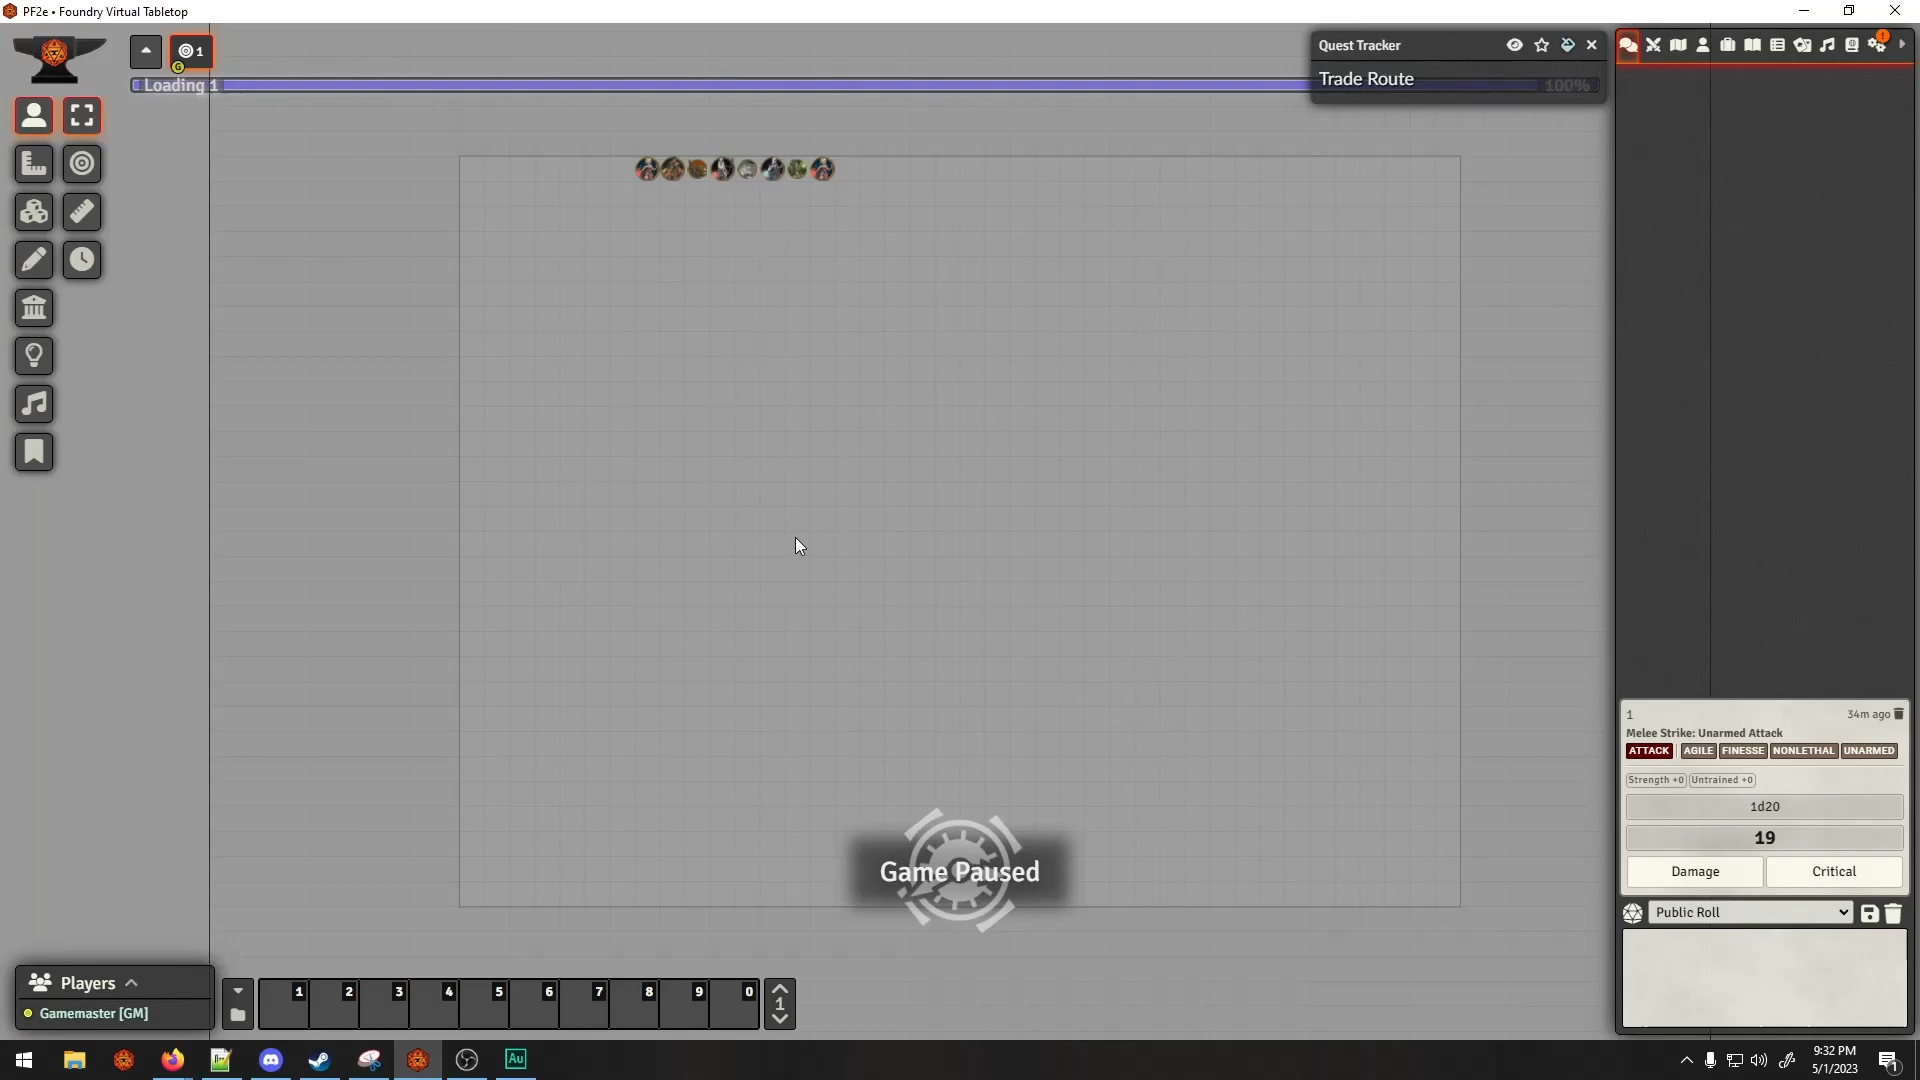 PF2e • Foundry Virtual Tabletop
1
G
Loading 1
100%
Quest Tracker
Trade Route
Game Paused
1
34m ago
Melee Strike: Unarmed Attack
ATTACK AGILE FINESSE NONLETHAL UNARMED
Strength +0 Untrained +0
1d20
19
Damage Critical
Public Roll
Players
Gamemaster [GM]
1 2 3 4 5 6 7 8 9 0
1
Au
9:32 PM
5/1/2023
1